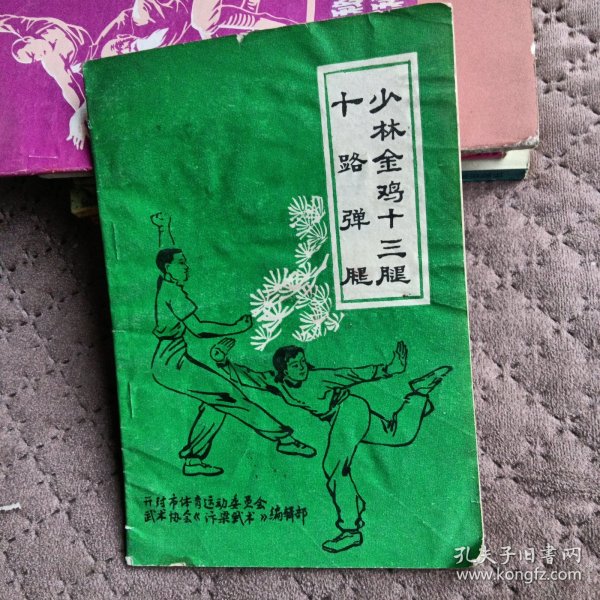 少林金鸡十三腿
十路弹腿
开封市体育运动委员会
武术协会《汴梁武术》编辑部
孔夫子旧书网
www.kongfz.com